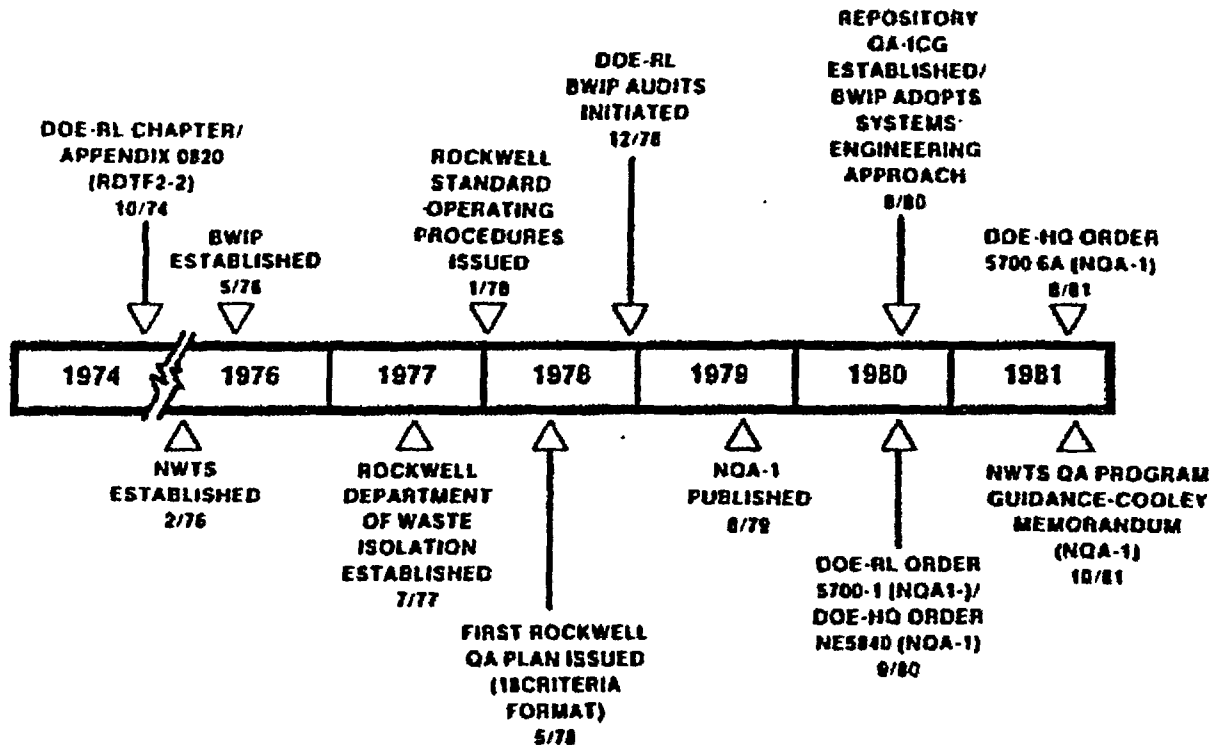 DOE-RL CHAPTER/
APPENDIX 0820
(RDTF2-2)
10/74
BWIP
ESTABLISHED
5/76
ROCKWELL
STANDARD
OPERATING
PROCEDURES
ISSUED
1/78
DOE-RL
BWIP AUDITS
INITIATED
12/78
REPOSITORY
QA-ICG
ESTABLISHED/
BWIP ADOPTS
SYSTEMS-
ENGINEERING
APPROACH
8/80
DOE-HQ ORDER
5700 6A (NQA-1)
8/81
1974 1976 1977 1978 1979 1980 1981
NWTS
ESTABLISHED
2/76
ROCKWELL
DEPARTMENT
OF WASTE
ISOLATION
ESTABLISHED
7/77
FIRST ROCKWELL
QA PLAN ISSUED
(18CRITERIA
FORMAT)
5/78
NQA-1
PUBLISHED
8/79
DOE-RL ORDER
5700-1 (NQA1-)/
DOE-HQ ORDER
NE5840 (NQA-1)
9/80
NWTS QA PROGRAM
GUIDANCE-COOLEY
MEMORANDUM
(NQA-1)
10/81